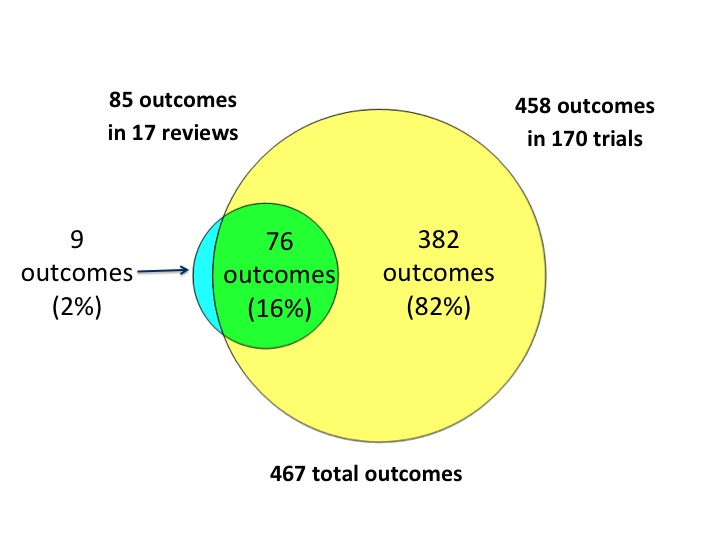 85 outcomes
in 17 reviews
458 outcomes
in 170 trials
9
outcomes
(2%)
76
outcomes
(16%)
382
outcomes
(82%)
467 total outcomes